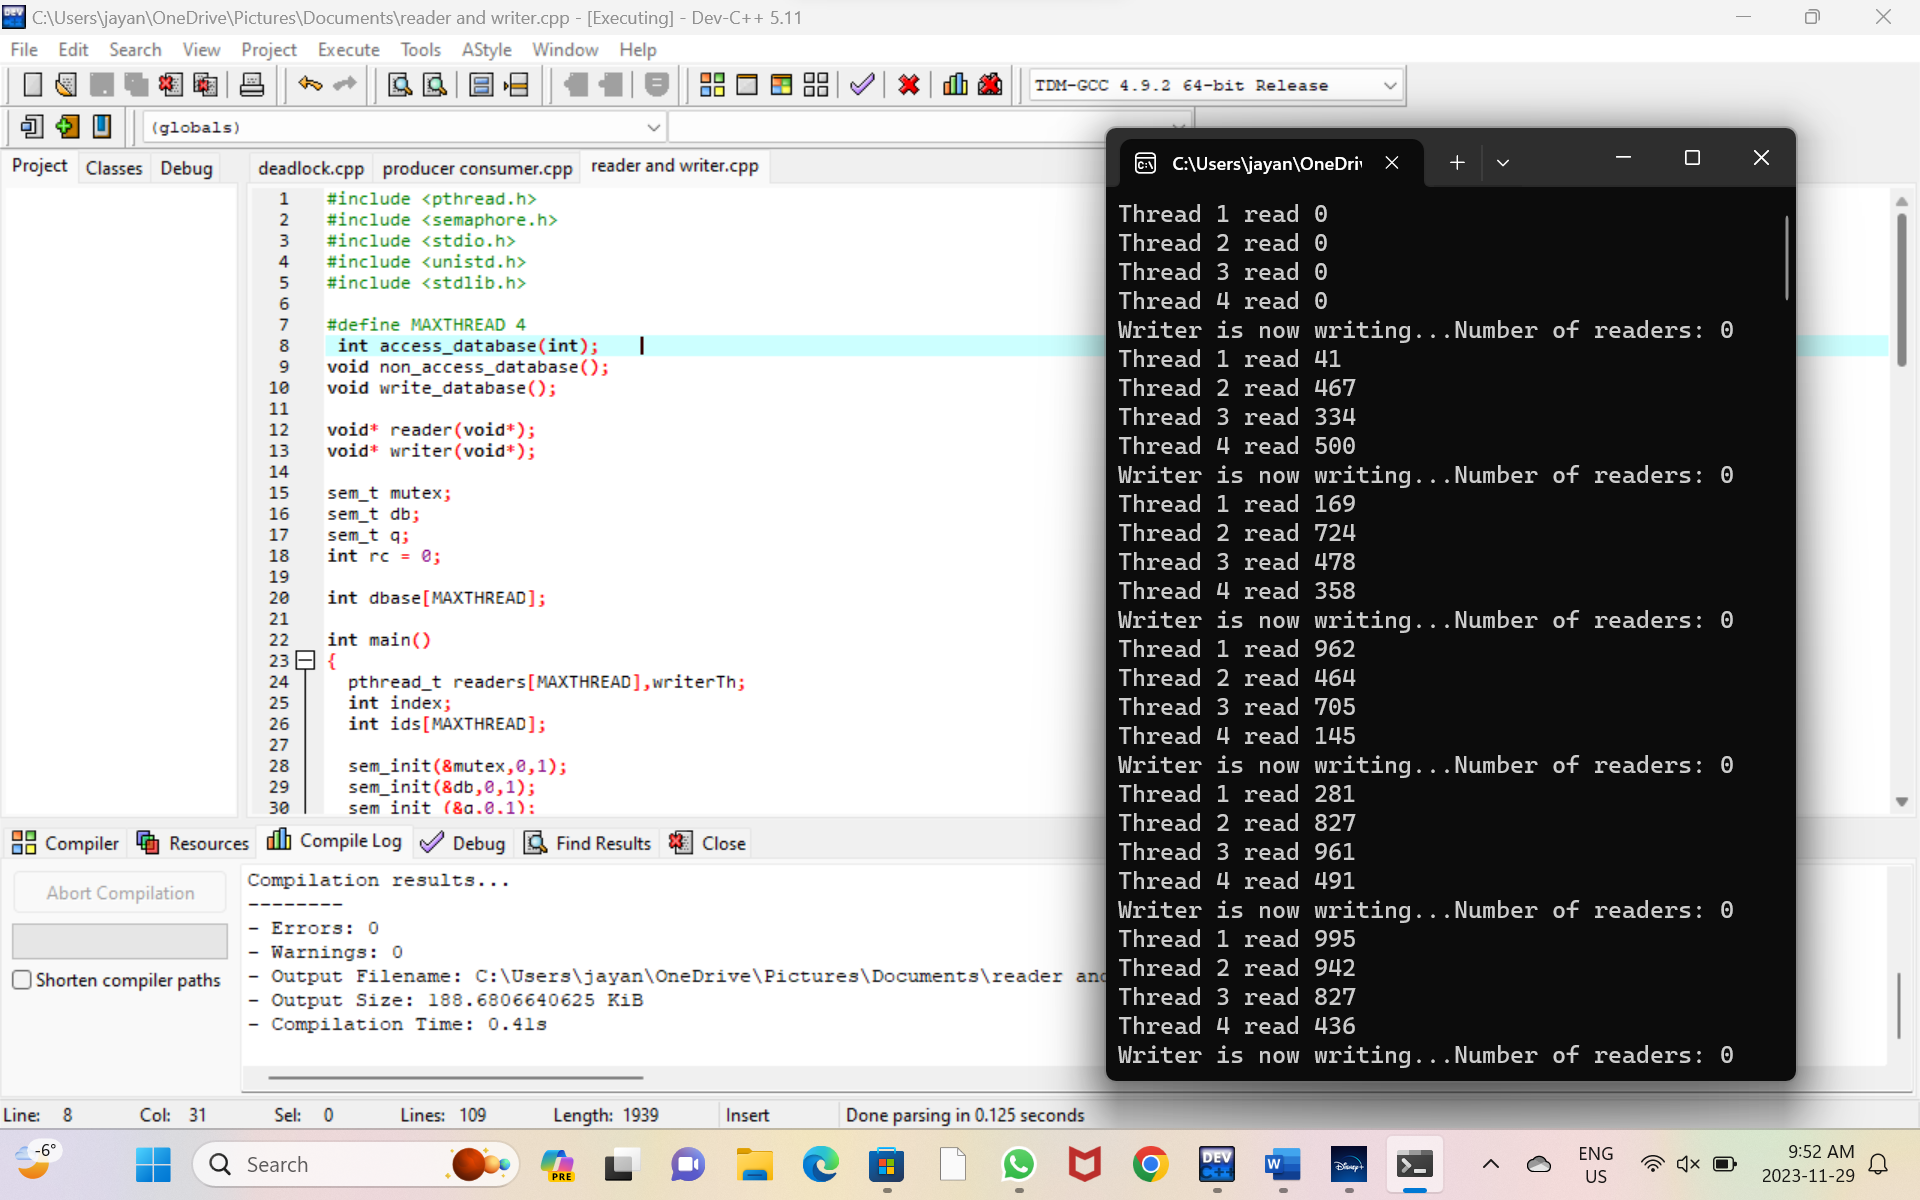 C:\Users\jayan\OneDrive\Pictures\Documents\reader and writer.cpp - [Executing] - Dev-C++ 5.11
File Edit Search View Project Execute Tools AStyle Window Help
TDM-GCC 4.9.2 64-bit Release
(globals)
Project Classes Debug
deadlock.cpp producer consumer.cpp reader and writer.cpp
1 #include <pthread.h>
2 #include <semaphore.h>
3 #include <stdio.h>
4 #include <unistd.h>
5 #include <stdlib.h>
6
7 #define MAXTHREAD 4
8 int access_database(int);
9 void non_access_database();
10 void write_database();
11
12 void* reader(void*);
13 void* writer(void*);
14
15 sem_t mutex;
16 sem_t db;
17 sem_t q;
18 int rc = 0;
19
20 int dbase[MAXTHREAD];
21
22 int main()
23 {
24 pthread_t readers[MAXTHREAD],writerTh;
25 int index;
26 int ids[MAXTHREAD];
27
28 sem_init(&mutex,0,1);
29 sem_init(&db,0,1);
30 sem_init (&q,0,1);
C:\Users\jayan\OneDriv
Thread 1 read 0
Thread 2 read 0
Thread 3 read 0
Thread 4 read 0
Writer is now writing...Number of readers: 0
Thread 1 read 41
Thread 2 read 467
Thread 3 read 334
Thread 4 read 500
Writer is now writing...Number of readers: 0
Thread 1 read 169
Thread 2 read 724
Thread 3 read 478
Thread 4 read 358
Writer is now writing...Number of readers: 0
Thread 1 read 962
Thread 2 read 464
Thread 3 read 705
Thread 4 read 145
Writer is now writing...Number of readers: 0
Thread 1 read 281
Thread 2 read 827
Thread 3 read 961
Thread 4 read 491
Writer is now writing...Number of readers: 0
Thread 1 read 995
Thread 2 read 942
Thread 3 read 827
Thread 4 read 436
Writer is now writing...Number of readers: 0
Compiler Resources Compile Log Debug Find Results Close
Abort Compilation
Shorten compiler paths
Compilation results...
--------
- Errors: 0
- Warnings: 0
- Output Filename: C:\Users\jayan\OneDrive\Pictures\Documents\reader and
- Output Size: 188.6806640625 KiB
- Compilation Time: 0.41s
Line: 8 Col: 31 Sel: 0 Lines: 109 Length: 1939 Insert Done parsing in 0.125 seconds
-6°
Search
PRE
DEV C++
W
Disney+
ENG
US
9:52 AM
2023-11-29